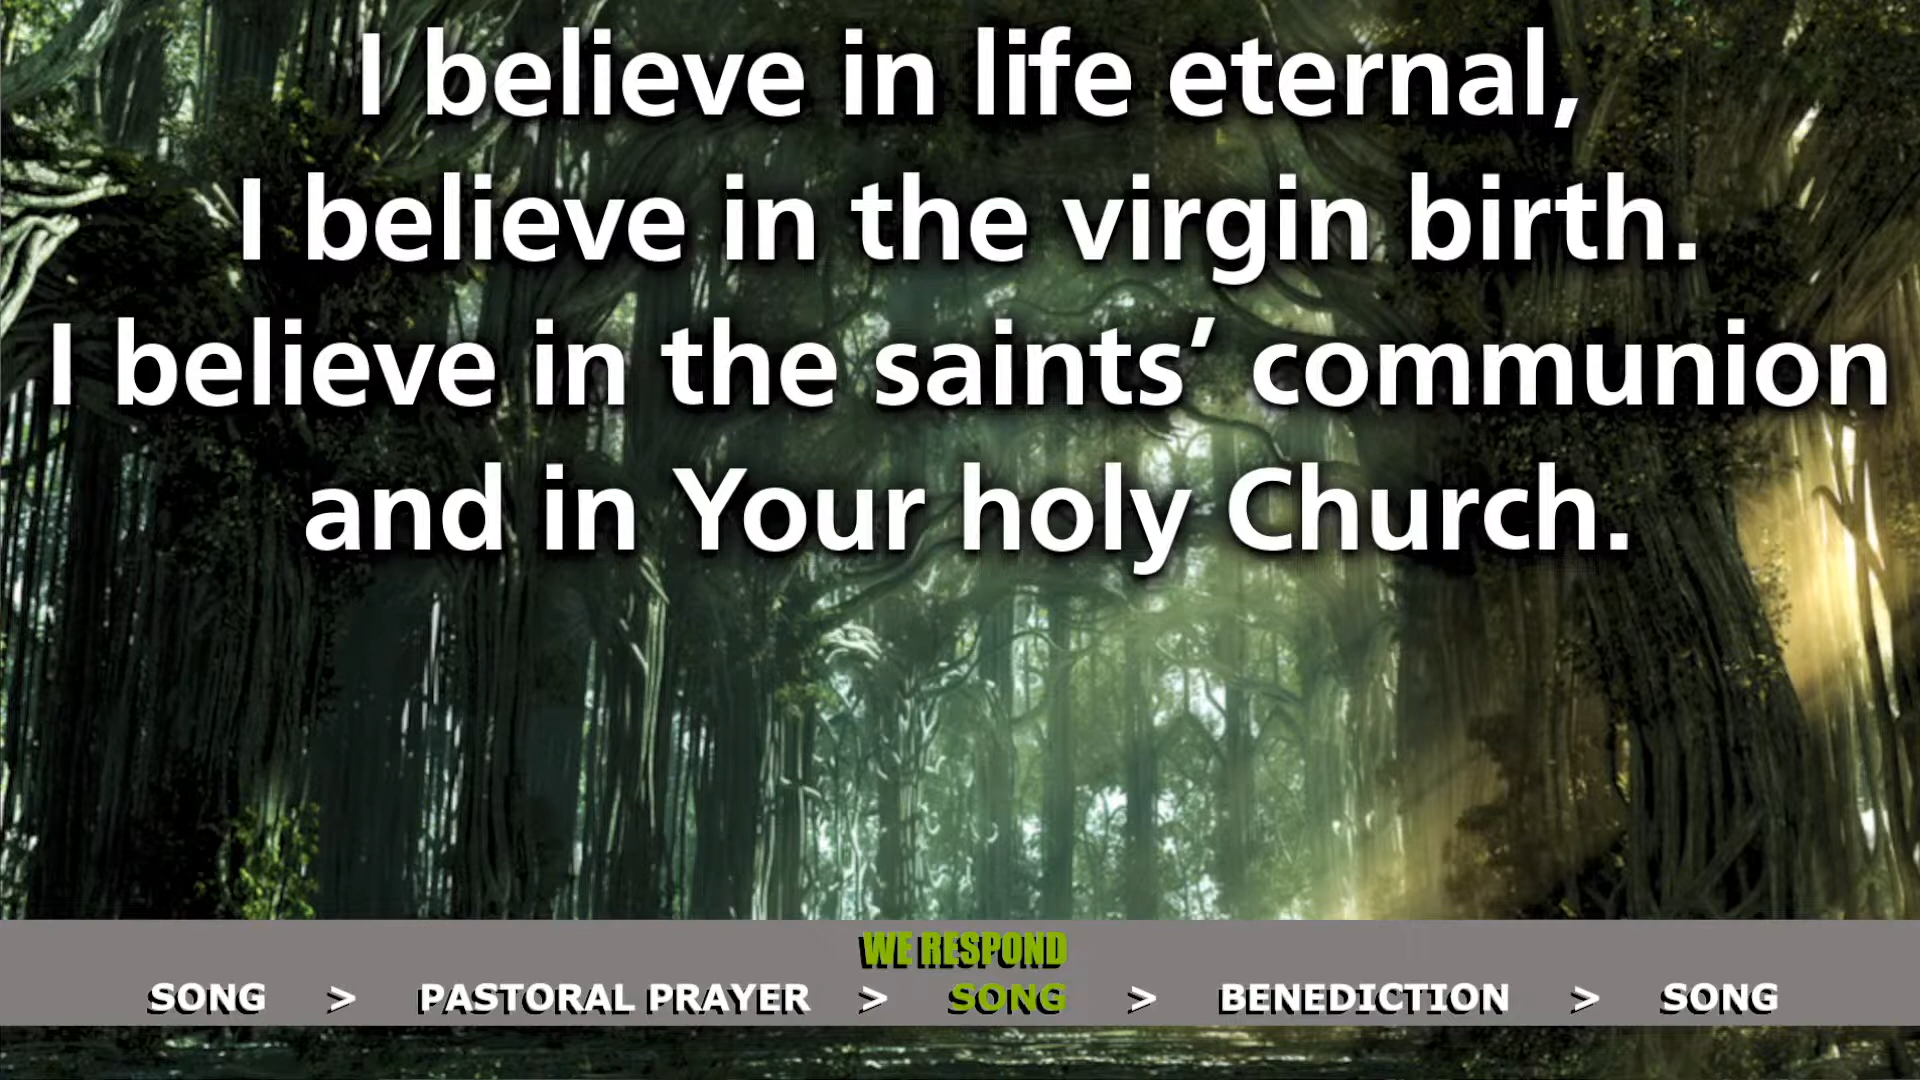 I believe in life eternal,
I believe in the virgin birth.
I believe in the saints’ communion
and in Your holy Church.
WE RESPOND
SONG > PASTORAL PRAYER > SONG > BENEDICTION > SONG